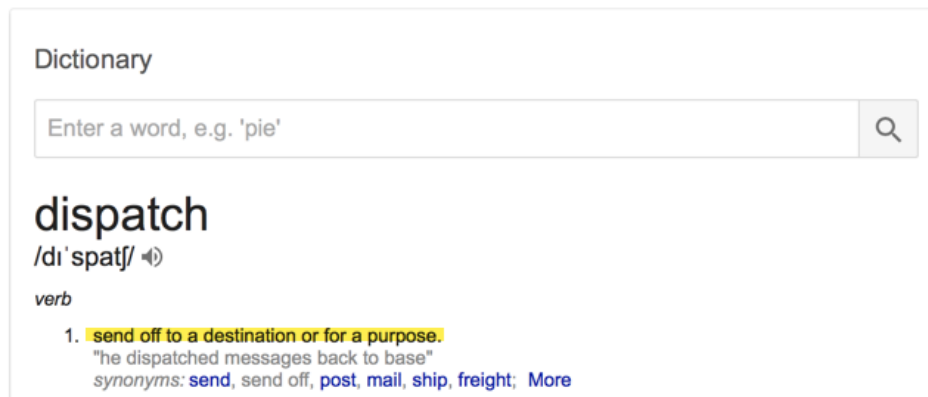 Dictionary
Enter a word, e.g. 'pie'
dispatch
/dɪˈspatʃ/
verb
1. send off to a destination or for a purpose.
"he dispatched messages back to base"
synonyms: send, send off, post, mail, ship, freight; More